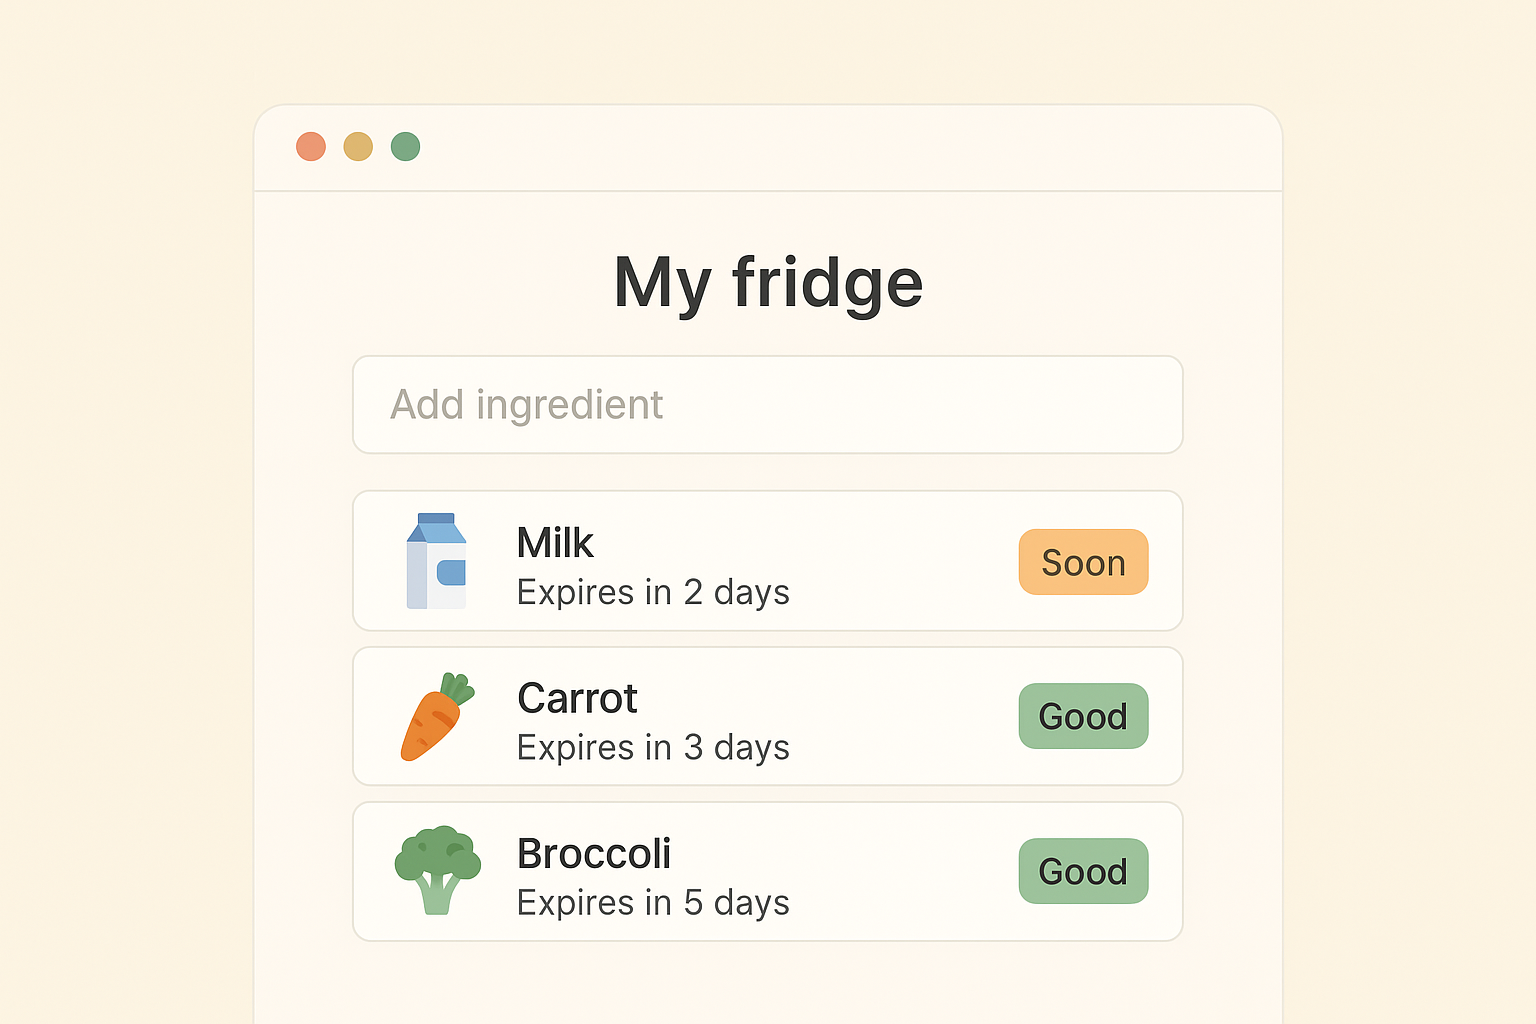 My fridge
Add ingredient
Milk
Expires in 2 days
Soon
Carrot
Expires in 3 days
Good
Broccoli
Expires in 5 days
Good